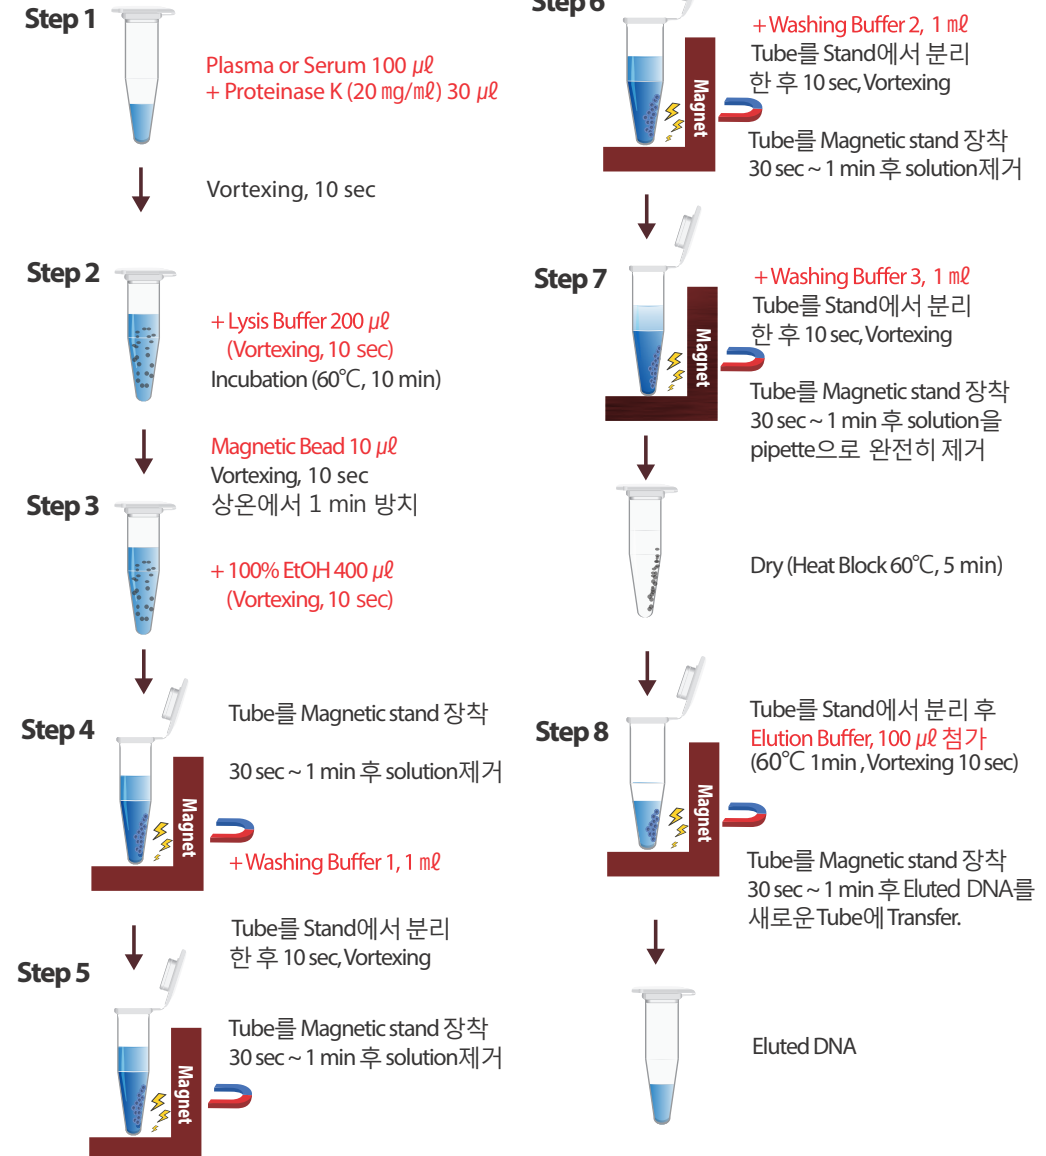 Step 1
Plasma or Serum 100 µℓ
+ Proteinase K (20 mg/mℓ) 30 µℓ
Vortexing, 10 sec
Step 2
+ Lysis Buffer 200 µℓ
(Vortexing, 10 sec)
Incubation (60℃, 10 min)
Magnetic Bead 10 µℓ
Vortexing, 10 sec
상온에서 1 min 방치
Step 3
+ 100% EtOH 400 µℓ
(Vortexing, 10 sec)
Step 4
Tube를 Magnetic stand 장착
30 sec ~ 1 min 후 solution제거
Magnet
+ Washing Buffer 1, 1 ㎖
Tube를 Stand에서 분리
한 후 10 sec, Vortexing
Step 5
Tube를 Magnetic stand 장착
30 sec ~ 1 min 후 solution제거
Magnet
Step 6
+ Washing Buffer 2, 1 ㎖
Tube를 Stand에서 분리
한 후 10 sec, Vortexing
Magnet
Tube를 Magnetic stand 장착
30 sec ~ 1 min 후 solution제거
Step 7
+ Washing Buffer 3, 1 ㎖
Tube를 Stand에서 분리
한 후 10 sec, Vortexing
Magnet
Tube를 Magnetic stand 장착
30 sec ~ 1 min 후 solution을
pipette으로 완전히 제거
Dry (Heat Block 60℃, 5 min)
Step 8
Tube를 Stand에서 분리 후
Elution Buffer, 100 µℓ 첨가
(60℃ 1min , Vortexing 10 sec)
Magnet
Tube를 Magnetic stand 장착
30 sec ~ 1 min 후 Eluted DNA를
새로운 Tube에 Transfer.
Eluted DNA